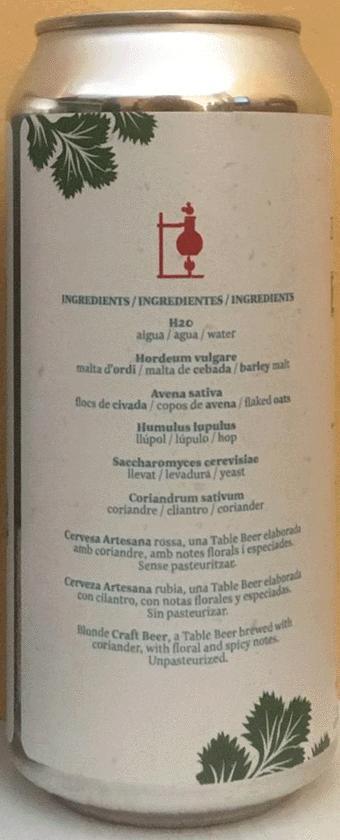 INGREDIENTS / INGREDIENTES / INGREDIENTS
H2O
aigua / agua / water
Hordeum vulgare
malta d'ordi / malta de cebada / barley malt
Avena sativa
flocs de civada / copos de avena / flaked oats
Humulus lupulus
llúpol / lúpulo / hop
Saccharomyces cerevisiae
llevat / levadura / yeast
Coriandrum sativum
coriandre / cliantro / coriander
Cervesa Artesana rossa, una Table Beer elaborada
amb coriandre, amb notes florals i especiades.
Sense pasteuritzar.
Cerveza Artesana rubia, una Table Beer elaborada
con cilantro, con notas florales y especiadas.
Sin pasteurizar.
Blonde Craft Beer, a Table Beer brewed with
coriander, with floral and spicy notes.
Unpasteurized.